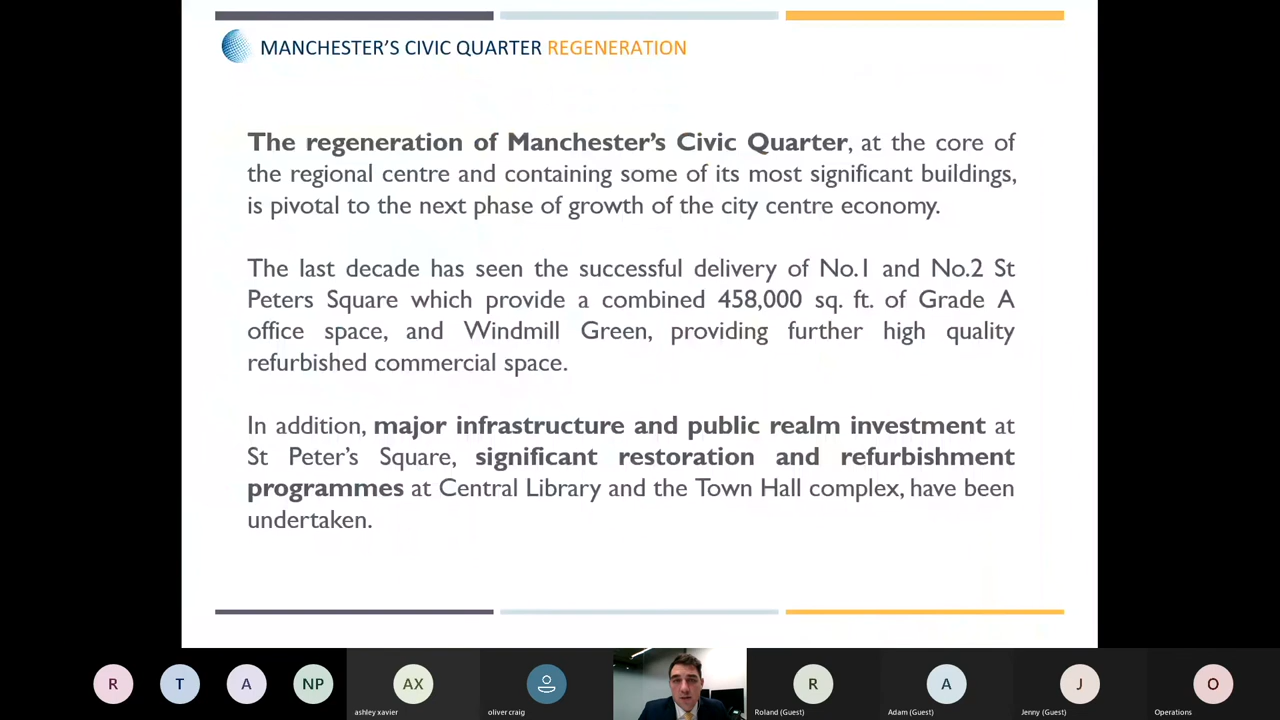 MANCHESTER’S CIVIC QUARTER REGENERATION
The regeneration of Manchester’s Civic Quarter, at the core of
the regional centre and containing some of its most significant buildings,
is pivotal to the next phase of growth of the city centre economy.
The last decade has seen the successful delivery of No.1 and No.2 St
Peters Square which provide a combined 458,000 sq. ft. of Grade A
office space, and Windmill Green, providing further high quality
refurbished commercial space.
In addition, major infrastructure and public realm investment at
St Peter’s Square, significant restoration and refurbishment
programmes at Central Library and the Town Hall complex, have been
undertaken.
R T A NP AX R A J O
ashley xavier oliver craig Roland (Guest) Adam (Guest) Jenny (Guest) Operations